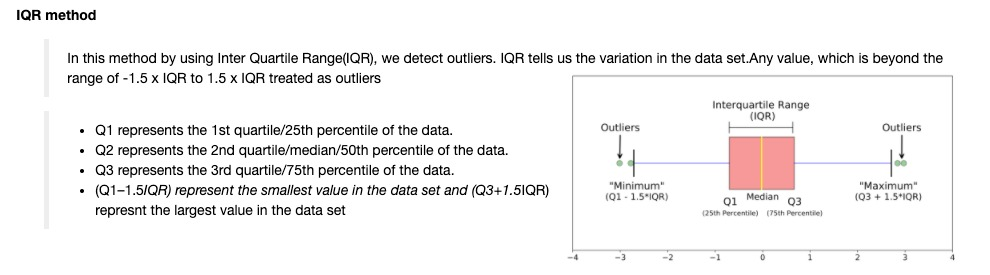 IQR method
In this method by using Inter Quartile Range(IQR), we detect outliers. IQR tells us the variation in the data set.Any value, which is beyond the
range of -1.5 x IQR to 1.5 x IQR treated as outliers
• Q1 represents the 1st quartile/25th percentile of the data.
• Q2 represents the 2nd quartile/median/50th percentile of the data.
• Q3 represents the 3rd quartile/75th percentile of the data.
• (Q1–1.5IQR) represent the smallest value in the data set and (Q3+1.5IQR)
represnt the largest value in the data set
Interquartile Range
(IQR)
Outliers
Outliers
"Minimum"
(Q1 - 1.5*IQR)
"Maximum"
(Q3 + 1.5*IQR)
Q1 Median Q3
(25th Percentile) (75th Percentile)
−4 −3 −2 −1 0 1 2 3 4